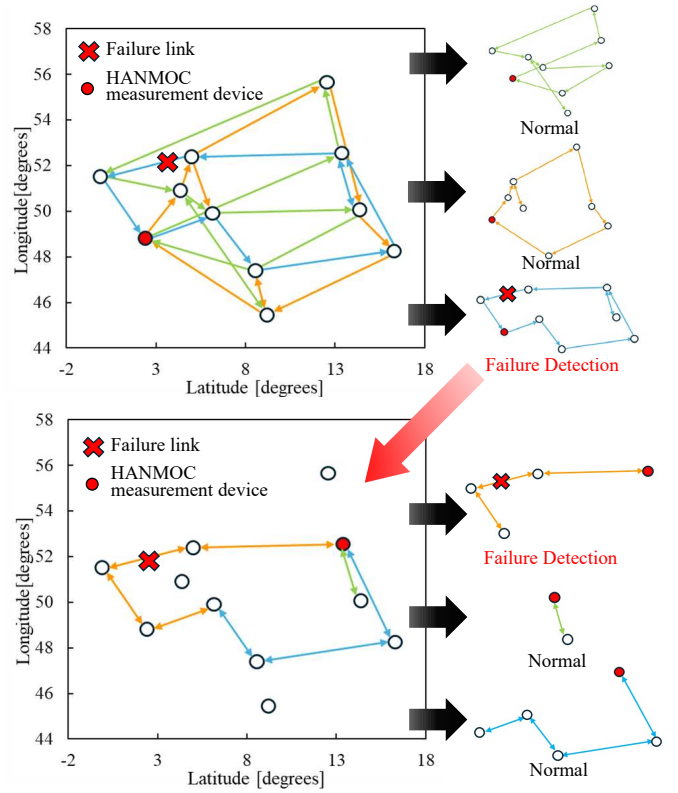 Failure link
HANMOC
measurement device
Longitude[degrees]
58
56
54
52
50
48
46
44
-2
3
8
13
18
Latitude [degrees]
Normal
Normal
Failure Detection
Failure link
HANMOC
measurement device
Longitude[degrees]
58
56
54
52
50
48
46
44
-2
3
8
13
18
Latitude [degrees]
Failure Detection
Normal
Normal